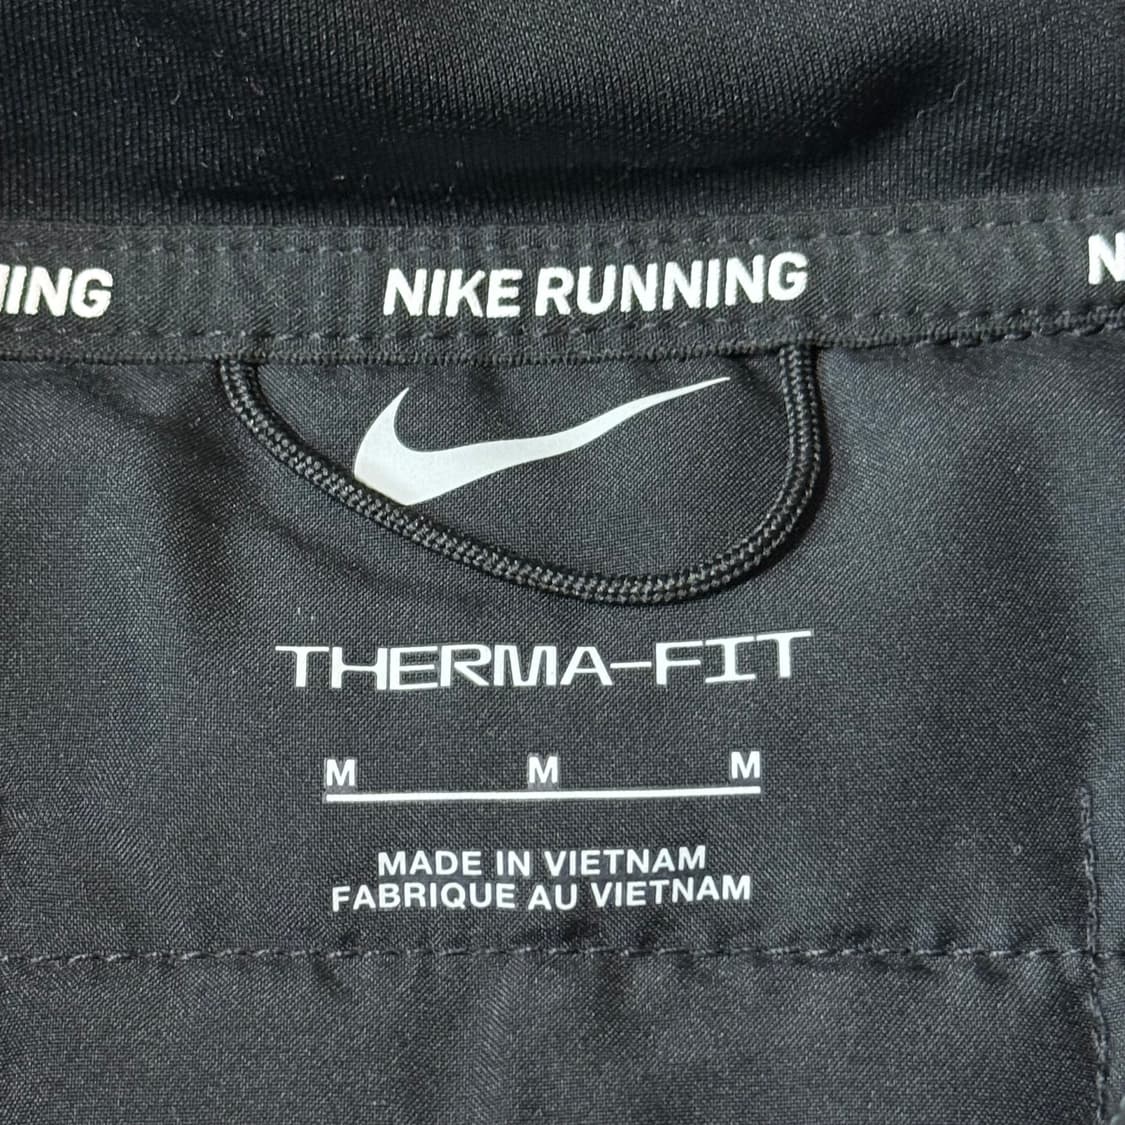 NING NIKE RUNNING N
THERMA-FIT
M M M
MADE IN VIETNAM
FABRIQUE AU VIETNAM